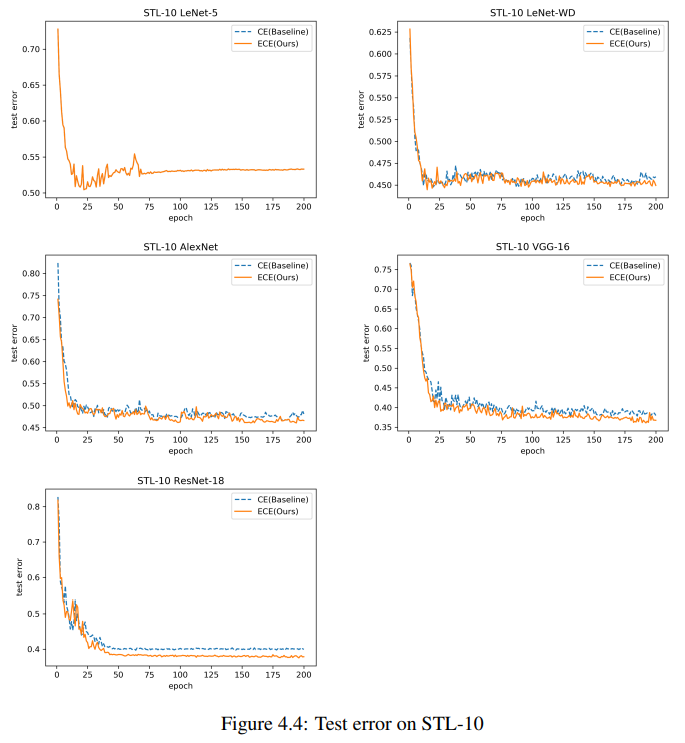 STL-10 LeNet-5
CE(Baseline)
ECE(Ours)
test error
0.70
0.65
0.60
0.55
0.50
0 25 50 75 100 125 150 175 200
epoch
STL-10 LeNet-WD
CE(Baseline)
ECE(Ours)
test error
0.625
0.600
0.575
0.550
0.525
0.500
0.475
0.450
0 25 50 75 100 125 150 175 200
epoch
STL-10 AlexNet
CE(Baseline)
ECE(Ours)
test error
0.80
0.75
0.70
0.65
0.60
0.55
0.50
0.45
0 25 50 75 100 125 150 175 200
epoch
STL-10 VGG-16
CE(Baseline)
ECE(Ours)
test error
0.75
0.70
0.65
0.60
0.55
0.50
0.45
0.40
0.35
0 25 50 75 100 125 150 175 200
epoch
STL-10 ResNet-18
CE(Baseline)
ECE(Ours)
test error
0.8
0.7
0.6
0.5
0.4
0 25 50 75 100 125 150 175 200
epoch
Figure 4.4: Test error on STL-10